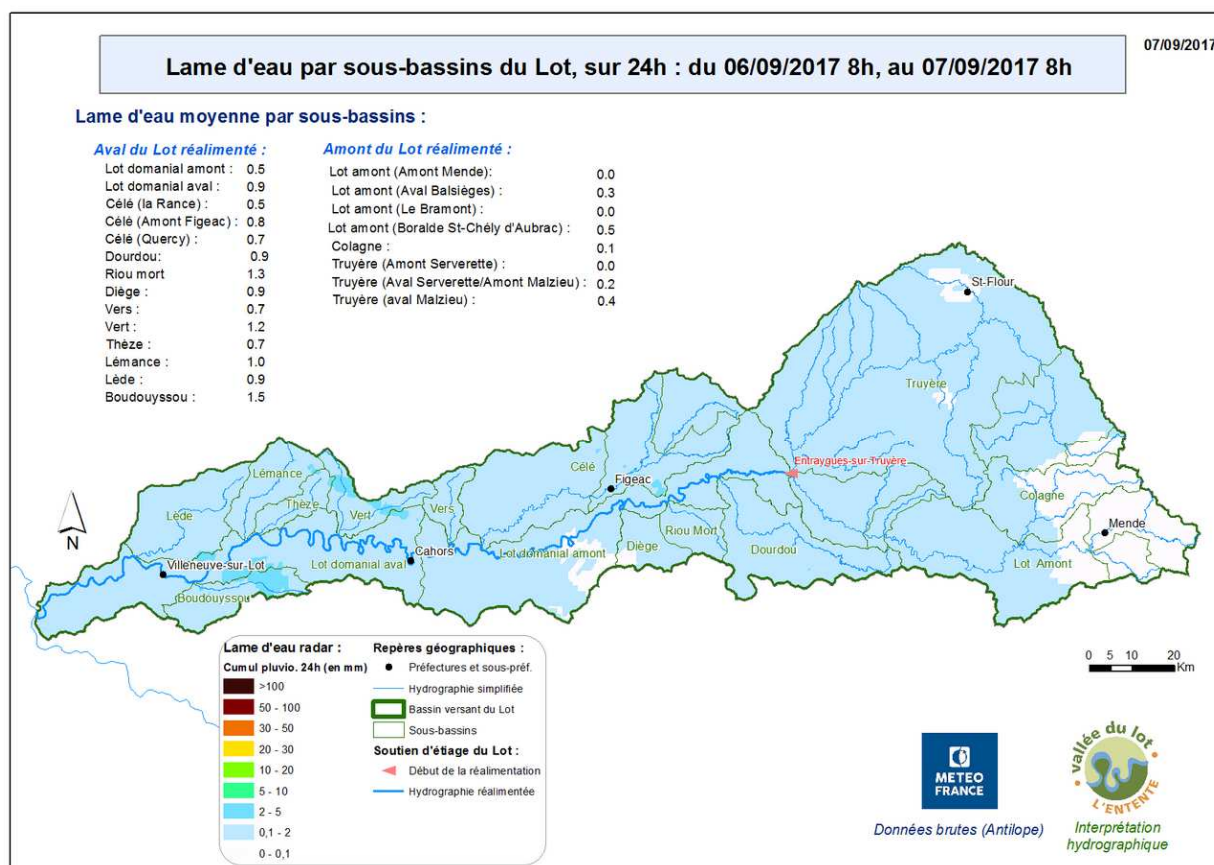 07/09/2017
Lame d'eau par sous-bassins du Lot, sur 24h : du 06/09/2017 8h, au 07/09/2017 8h
Lame d'eau moyenne par sous-bassins :
Aval du Lot réalimenté :
Lot domanial amont : 0.5
Lot domanial aval : 0.9
Célé (la Rance) : 0.5
Célé (Amont Figeac) : 0.8
Célé (Quercy) : 0.7
Dourdou: 0.9
Riou mort 1.3
Diège : 0.9
Vers : 0.7
Vert : 1.2
Thèze : 0.7
Lémance : 1.0
Lède : 0.9
Boudouyssou : 1.5
Amont du Lot réalimenté :
Lot amont (Amont Mende): 0.0
Lot amont (Aval Balsièges) : 0.3
Lot amont (Le Bramont) : 0.0
Lot amont (Boralde St-Chély d'Aubrac) : 0.5
Colagne : 0.1
Truyère (Amont Serverette) : 0.0
Truyère (Aval Serverette/Amont Malzieu) : 0.2
Truyère (aval Malzieu) : 0.4
St-Flour
Truyère
Entraygues-sur-Truyère
Célé
Figeac
Lémance
Colagne
Thèze
Vert
Vers
Lède
Mende
Riou Mort
Cahors
Lot domanial amont
Diège
Dourdou
Lot domanial aval
Lot Amont
Villeneuve-sur-Lot
Boudouyssou
N
Lame d'eau radar :
Cumul pluvio. 24h (en mm)
>100
50 - 100
30 - 50
20 - 30
10 - 20
5 - 10
2 - 5
0,1 - 2
0 - 0,1
Repères géographiques :
Préfectures et sous-préf.
Hydrographie simplifiée
Bassin versant du Lot
Sous-bassins
Soutien d'étiage du Lot :
Début de la réalimentation
Hydrographie réalimentée
0 5 10 20
Km
METEO
FRANCE
Données brutes (Antilope)
vallée du lot
L'ENTENTE
Interprétation
hydrographique